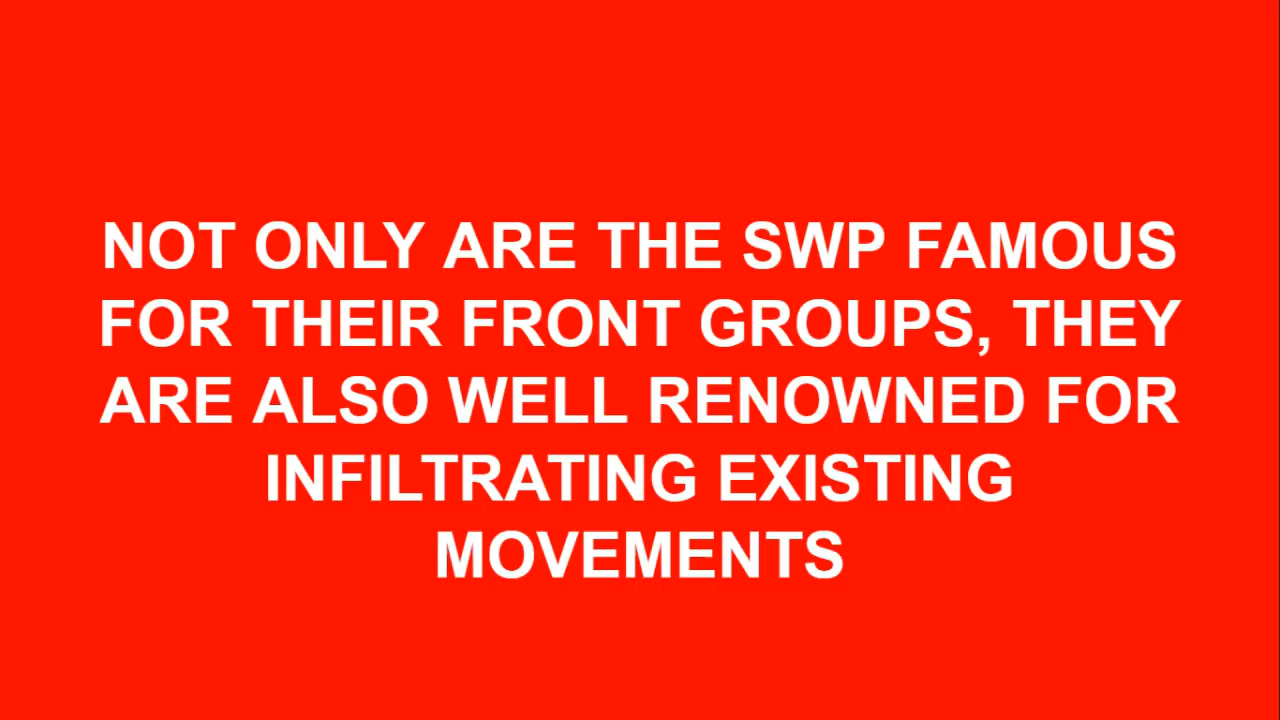 NOT ONLY ARE THE SWP FAMOUS
FOR THEIR FRONT GROUPS, THEY
ARE ALSO WELL RENOWNED FOR
INFILTRATING EXISTING
MOVEMENTS